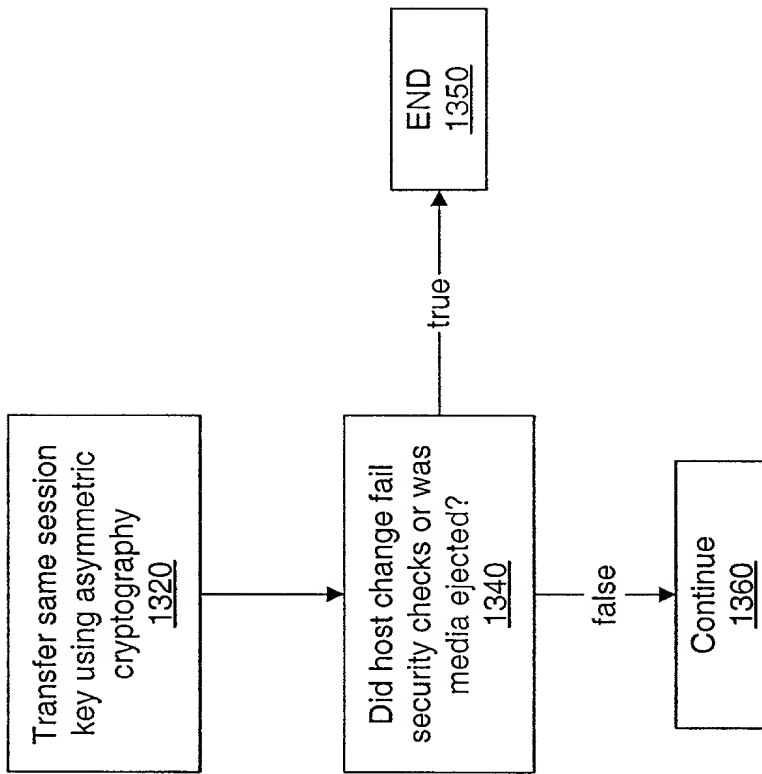 Transfer same session
key using asymmetric
cryptography
1320
Did host change fail
security checks or was
media ejected?
1340
true
END
1350
false
Continue
1360